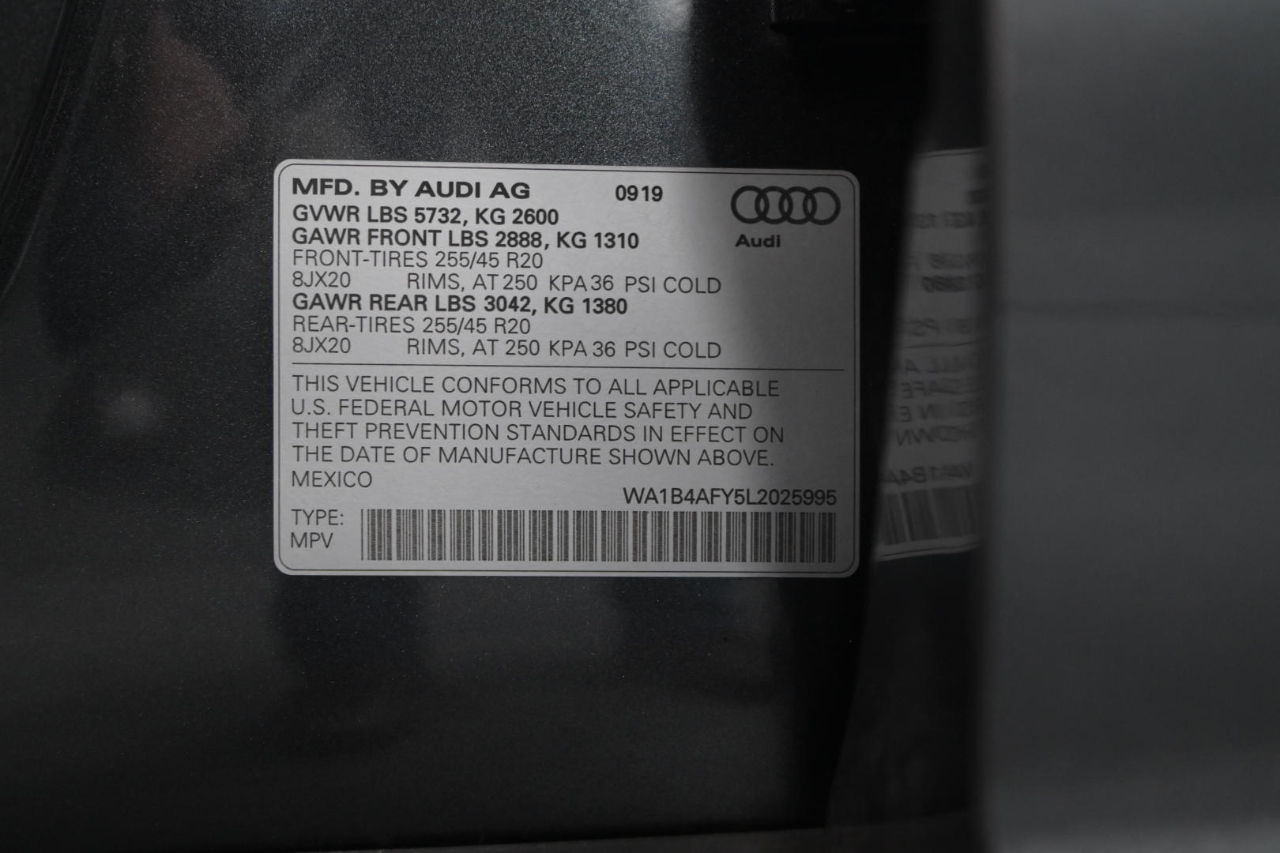 MFD. BY AUDI AG 0919
GVWR LBS 5732, KG 2600
GAWR FRONT LBS 2888, KG 1310
Audi
FRONT-TIRES 255/45 R20
8JX20 RIMS, AT 250 KPA 36 PSI COLD
GAWR REAR LBS 3042, KG 1380
REAR-TIRES 255/45 R20
8JX20 RIMS, AT 250 KPA 36 PSI COLD
THIS VEHICLE CONFORMS TO ALL APPLICABLE
U.S. FEDERAL MOTOR VEHICLE SAFETY AND
THEFT PREVENTION STANDARDS IN EFFECT ON
THE DATE OF MANUFACTURE SHOWN ABOVE.
MEXICO
WA1B4AFY5L2025995
TYPE:
MPV